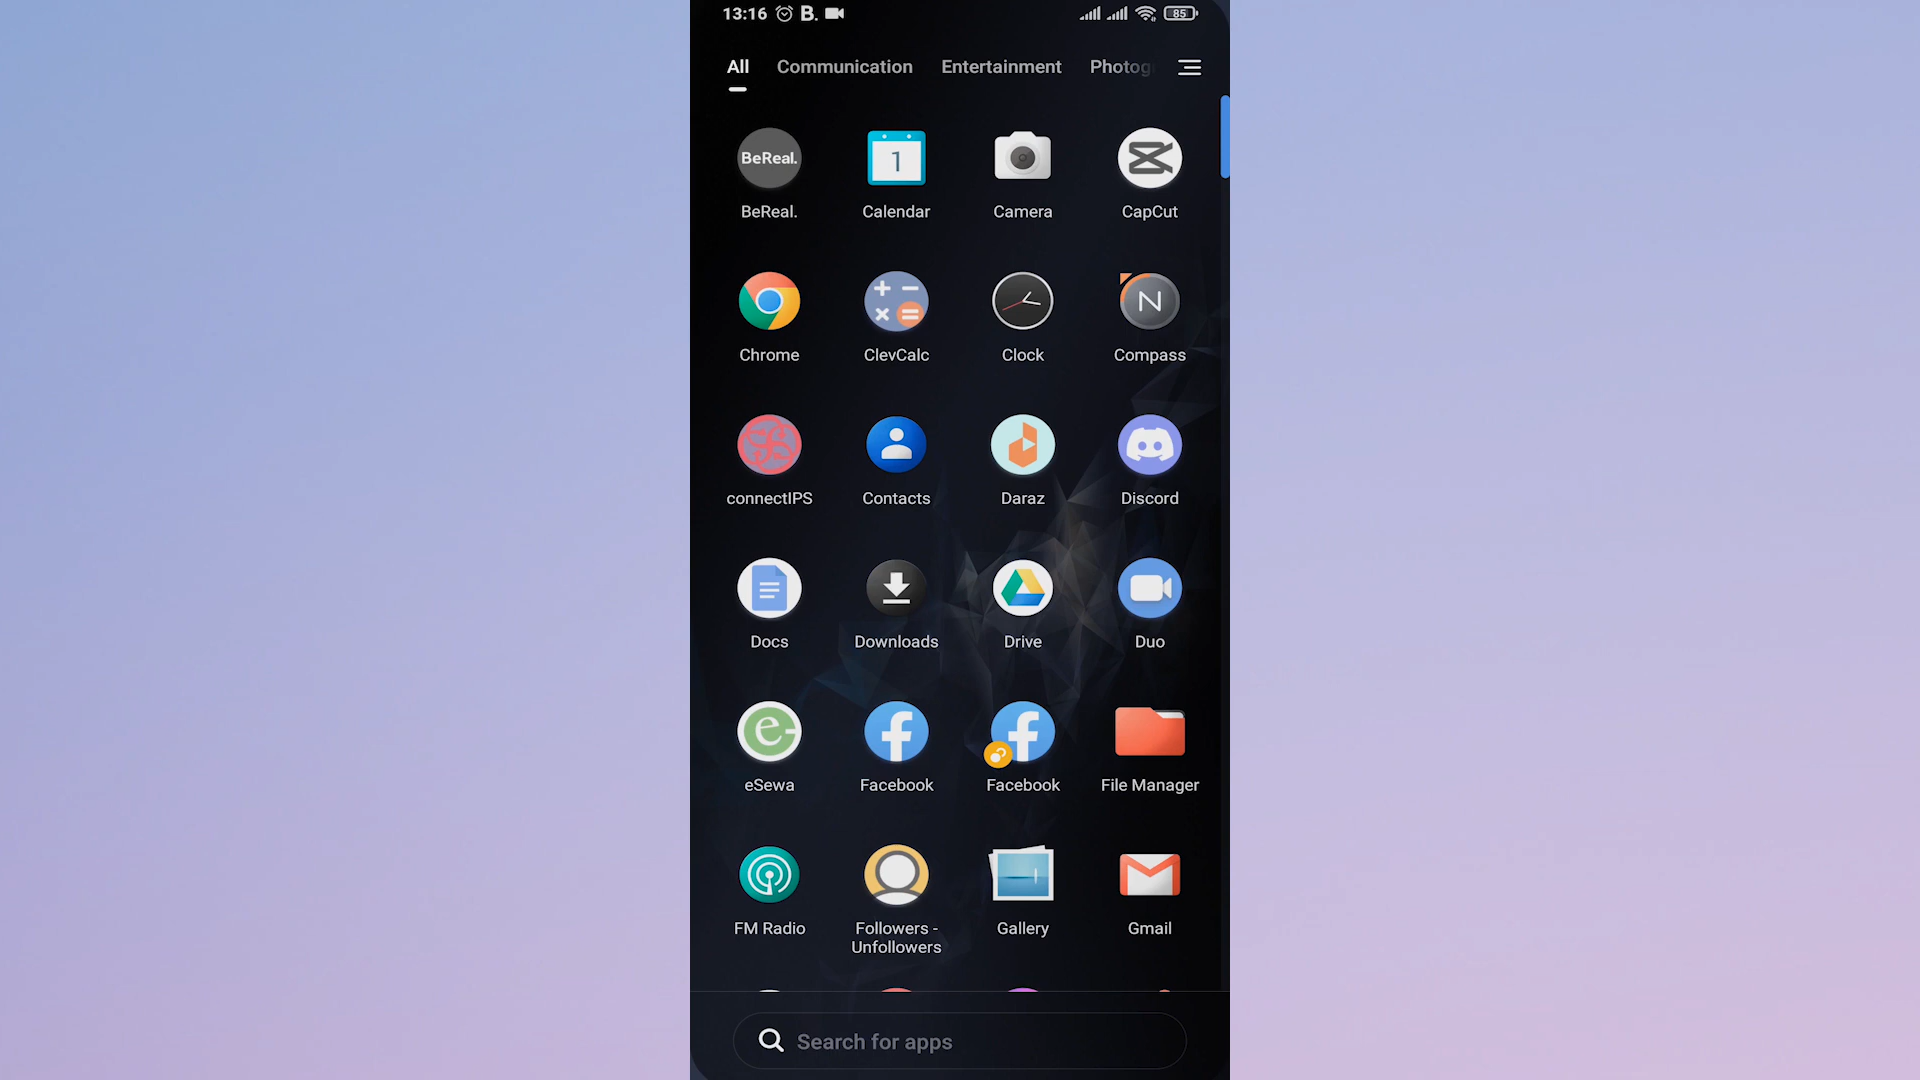 13:16 B. 85
All Communication Entertainment Photog
BeReal.
1
BeReal. Calendar Camera CapCut
N
Chrome ClevCalc Clock Compass
connectIPS Contacts Daraz Discord
Docs Downloads Drive Duo
eSewa Facebook Facebook File Manager
FM Radio Followers - Gallery Gmail
Unfollowers
Search for apps